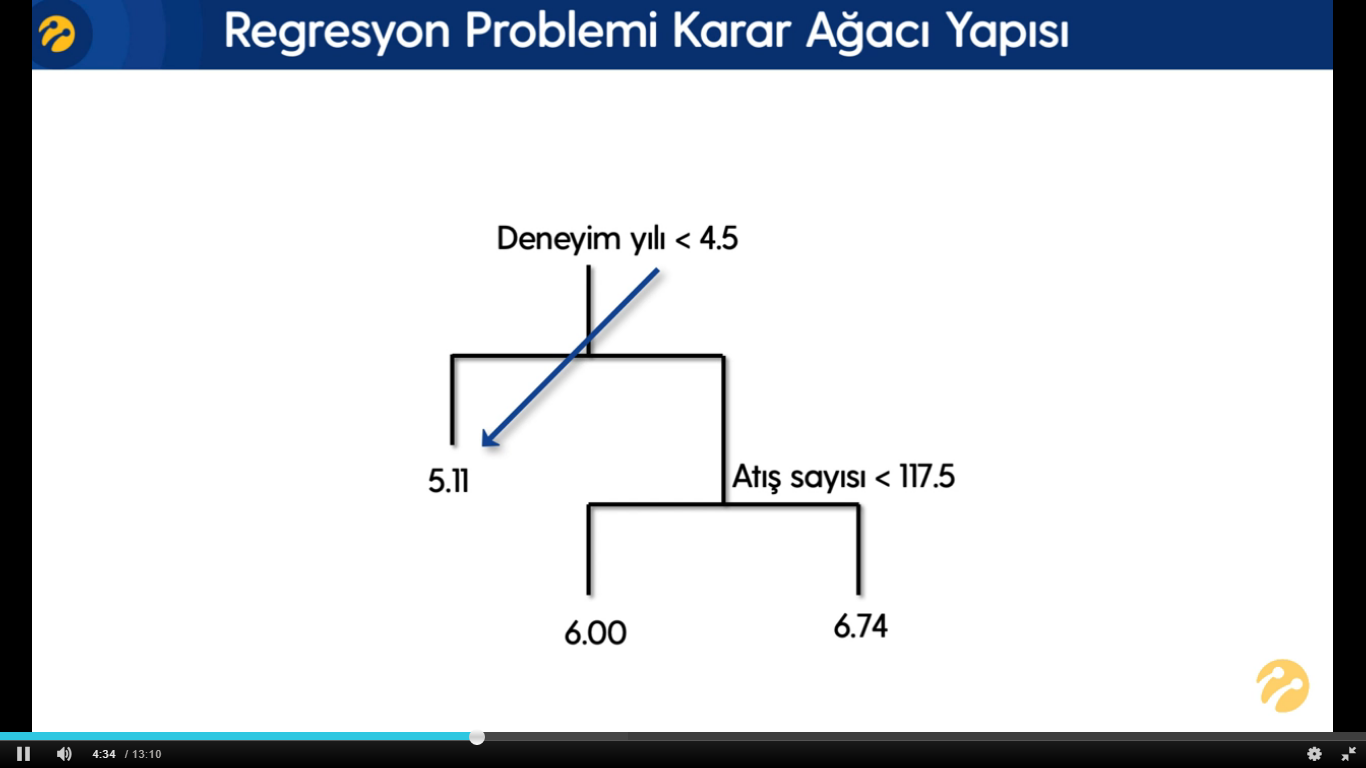 Regresyon Problemi Karar Ağacı Yapısı
Deneyim yılı < 4.5
5.11
Atış sayısı < 117.5
6.00
6.74
4:34 / 13:10